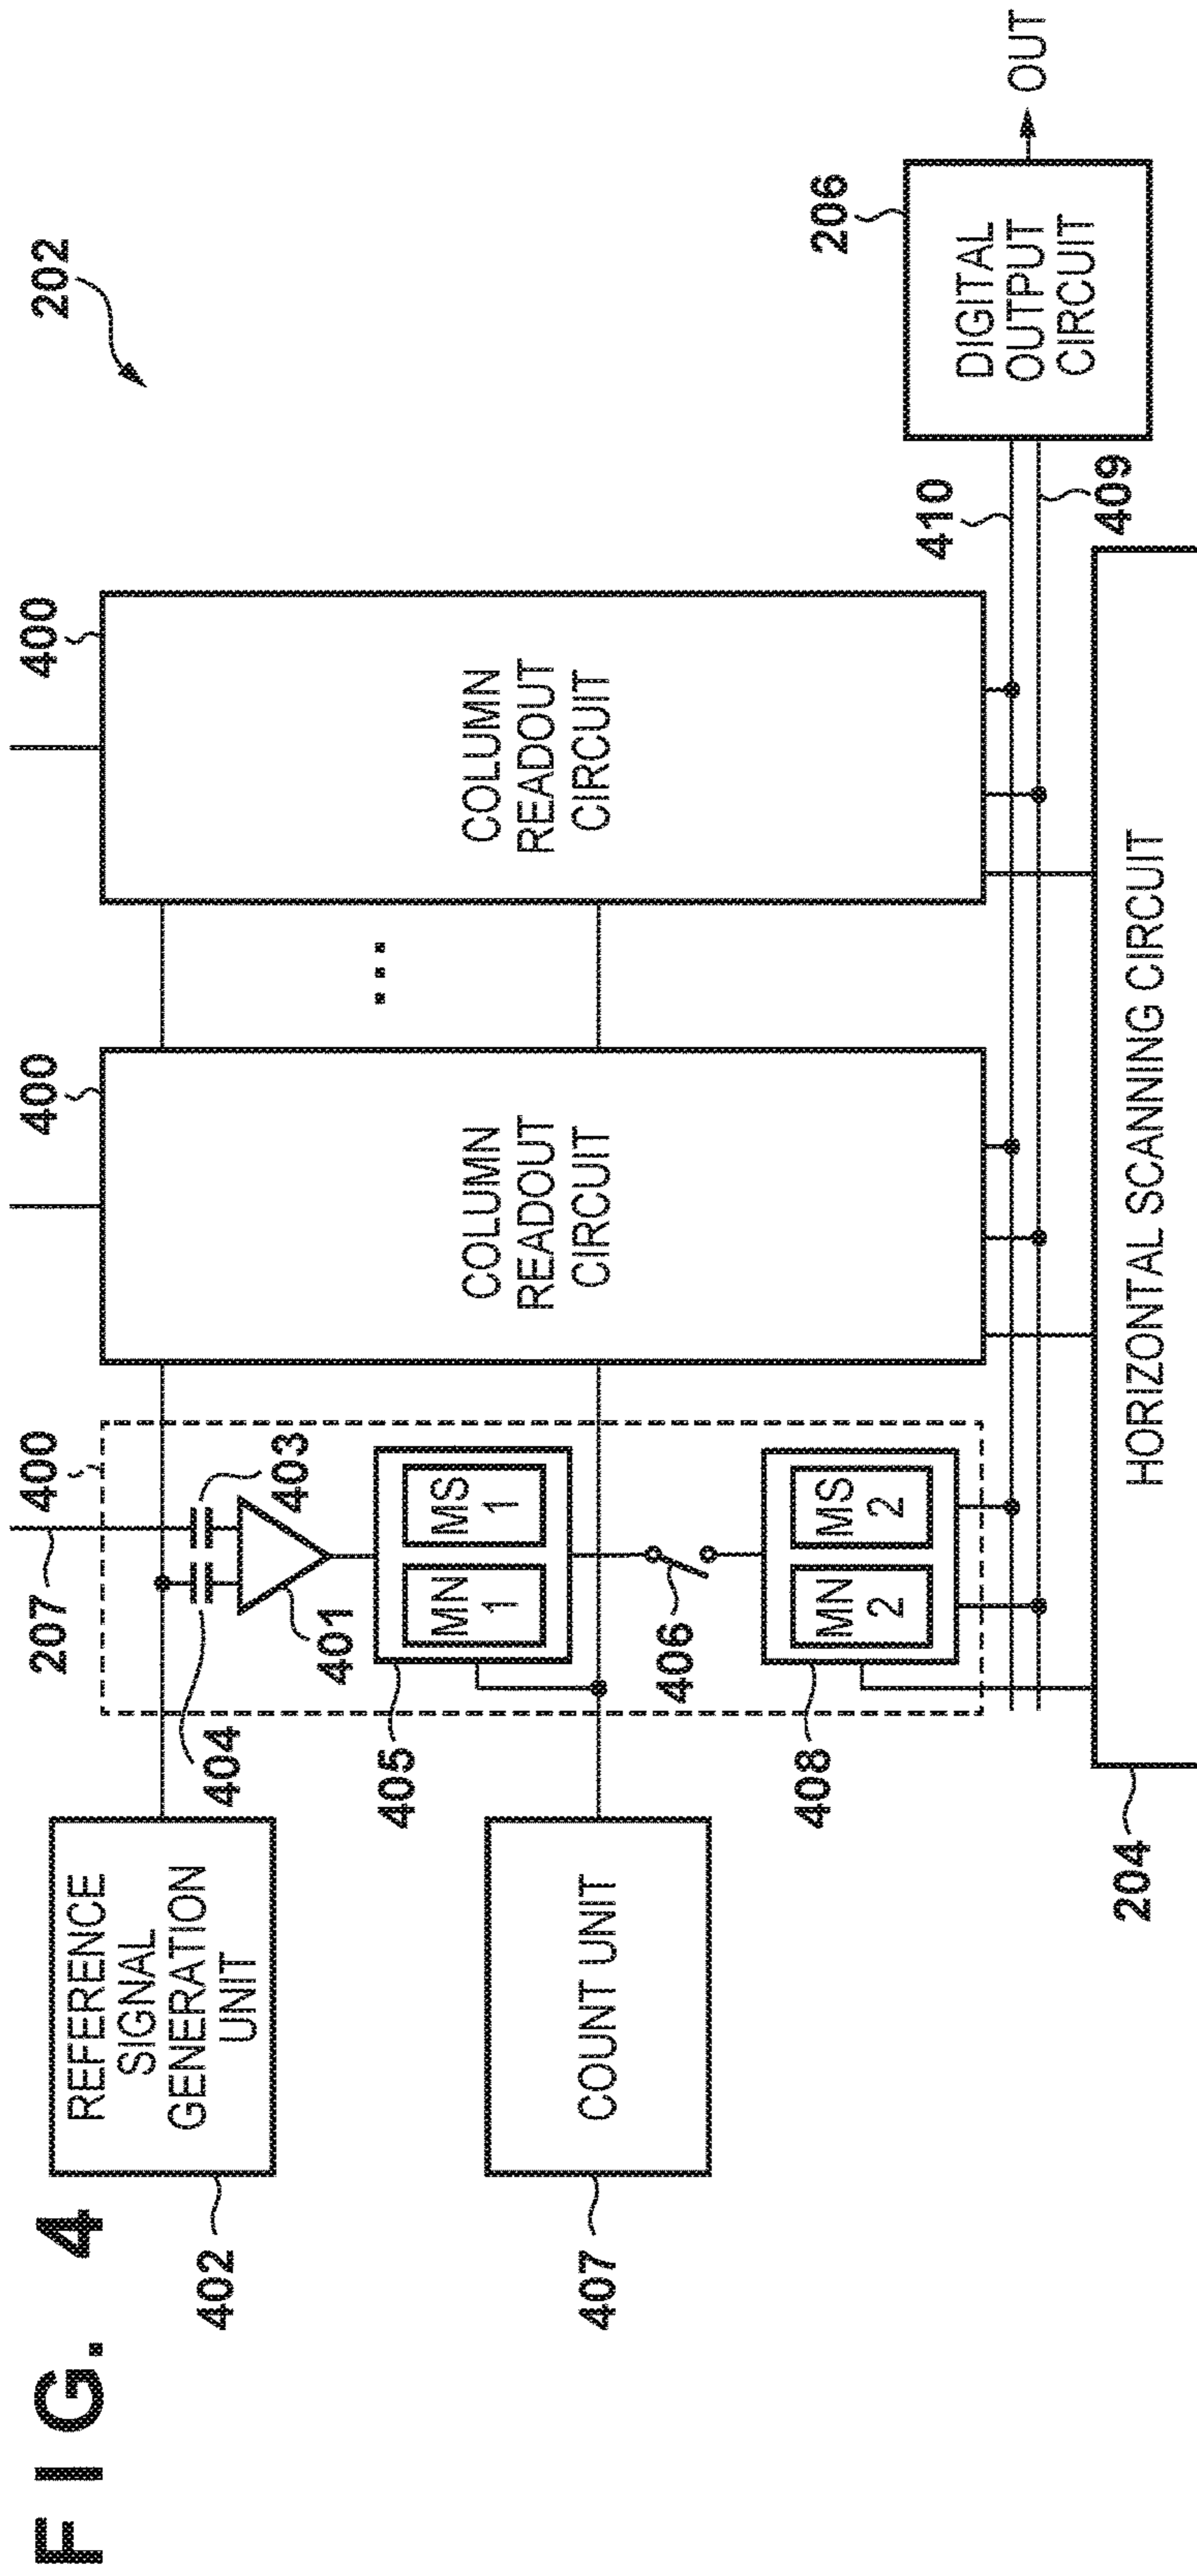 FIG. 4
202
207
400
400
400
REFERENCE
SIGNAL
GENERATION
UNIT
402
404
403
401
COLUMN
READOUT
CIRCUIT
...
COLUMN
READOUT
CIRCUIT
405
MN
1
MS
1
COUNT UNIT
407
406
408
MN
2
MS
2
410
409
206
DIGITAL
OUTPUT
CIRCUIT
OUT
204
HORIZONTAL SCANNING CIRCUIT